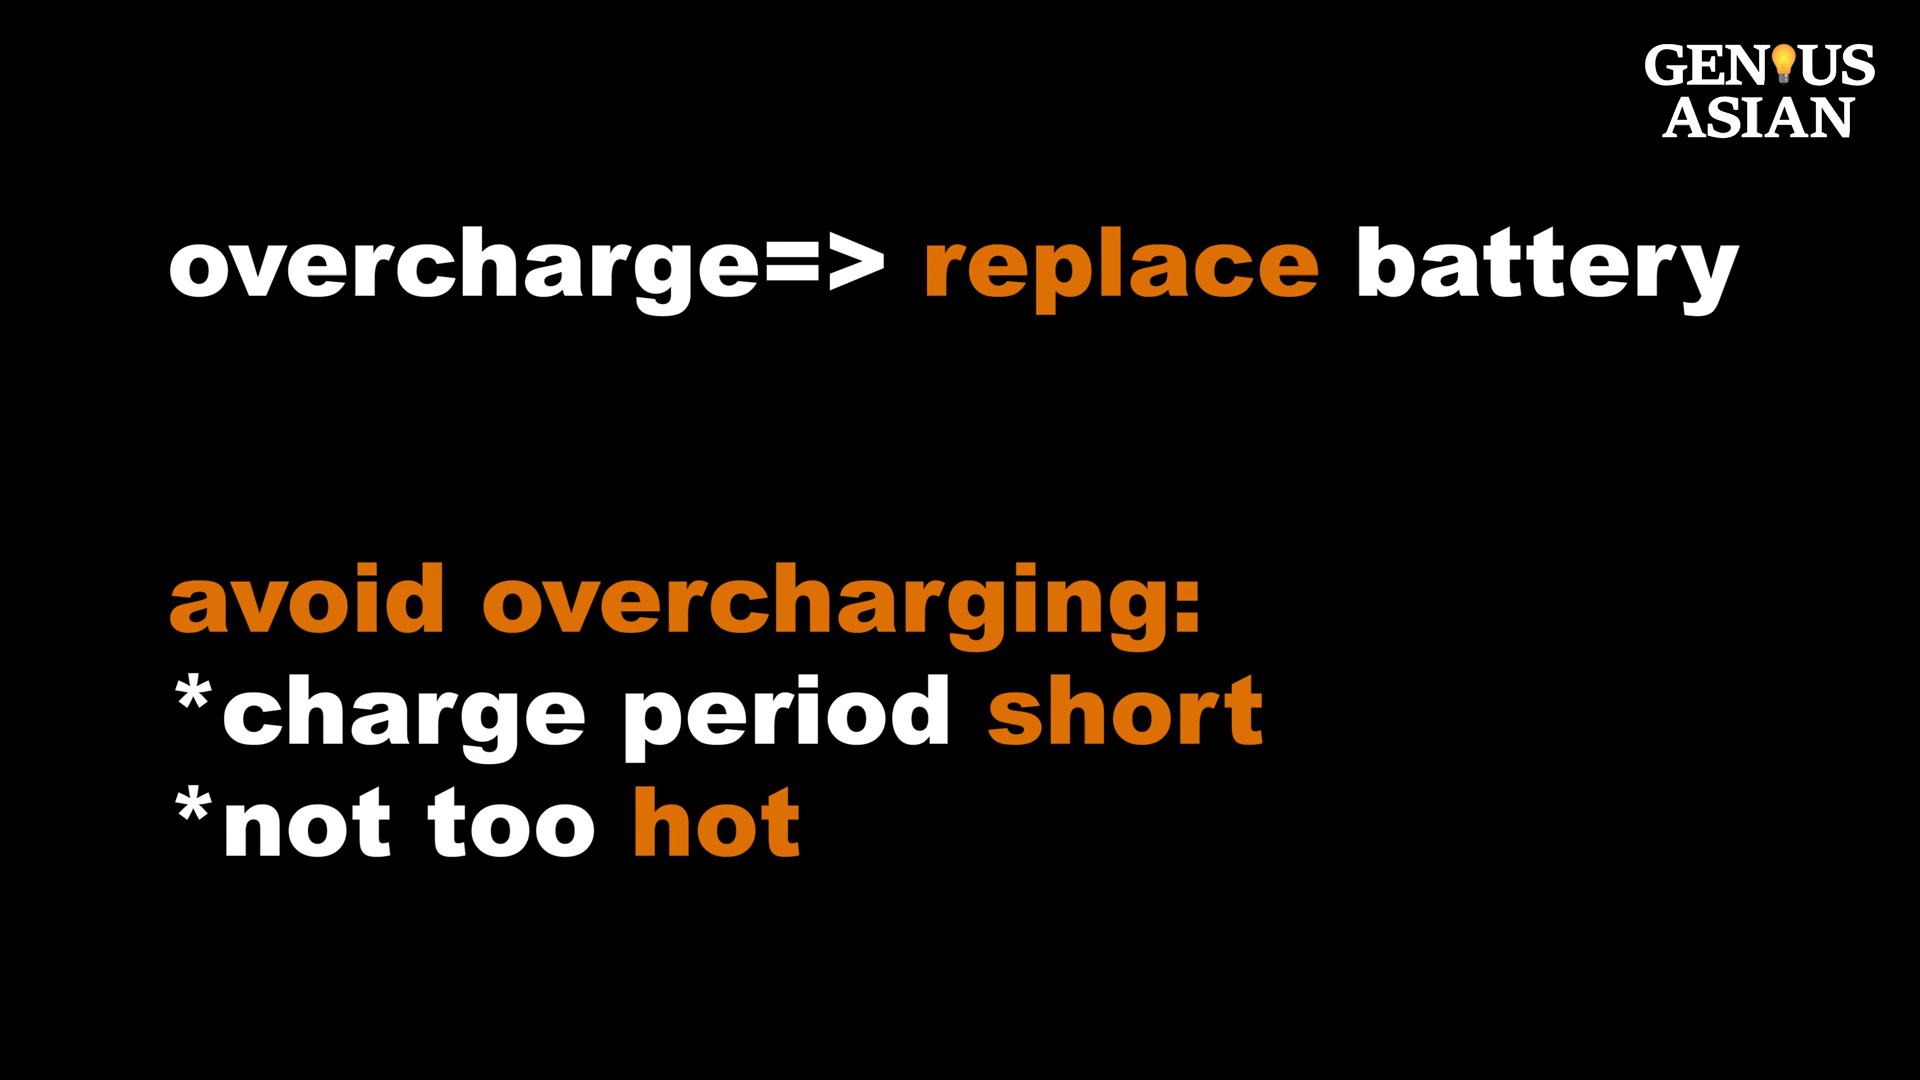 GENIUS
ASIAN
overcharge=> replace battery
avoid overcharging:
*charge period short
*not too hot